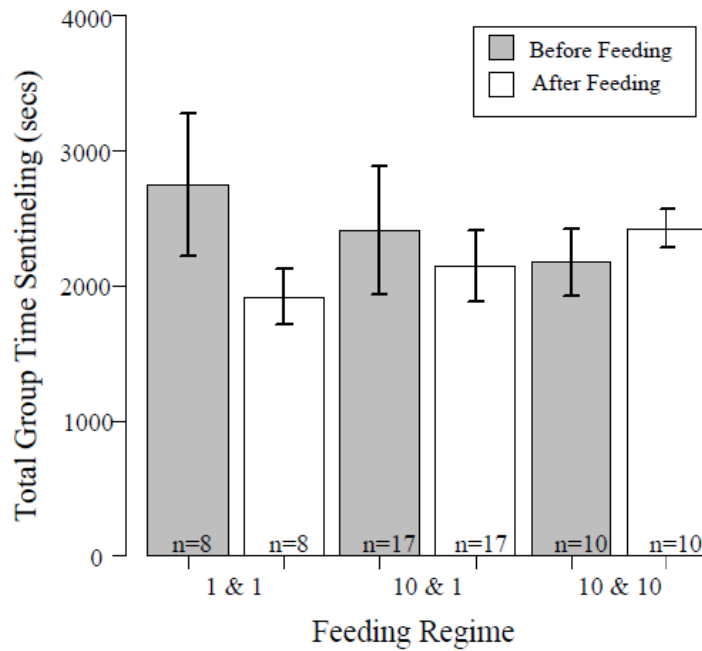 4000
Before Feeding
After Feeding
3000
2000
1000
0
Total Group Time Sentineling (secs)
n=8 n=8 n=17 n=17 n=10 n=10
1 & 1 10 & 1 10 & 10
Feeding Regime